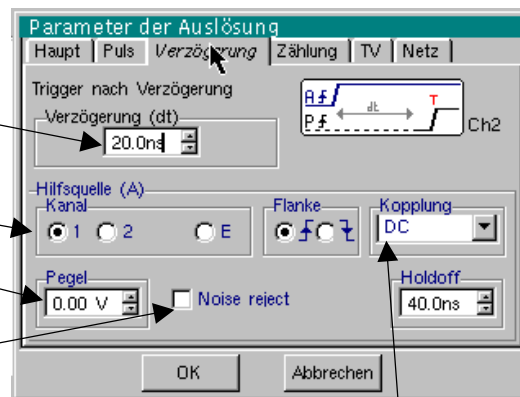 Parameter der Auslösung
Haupt Puls Verzögerung Zählung TV Netz
Trigger nach Verzögerung
Verzögerung (dt)
20.0ns
A
P
dt
T
Ch2
Hilfsquelle (A)
Kanal
1 2 E
Flanke
Kopplung
DC
Pegel
0.00 V
Noise reject
Holdoff
40.0ns
OK Abbrechen